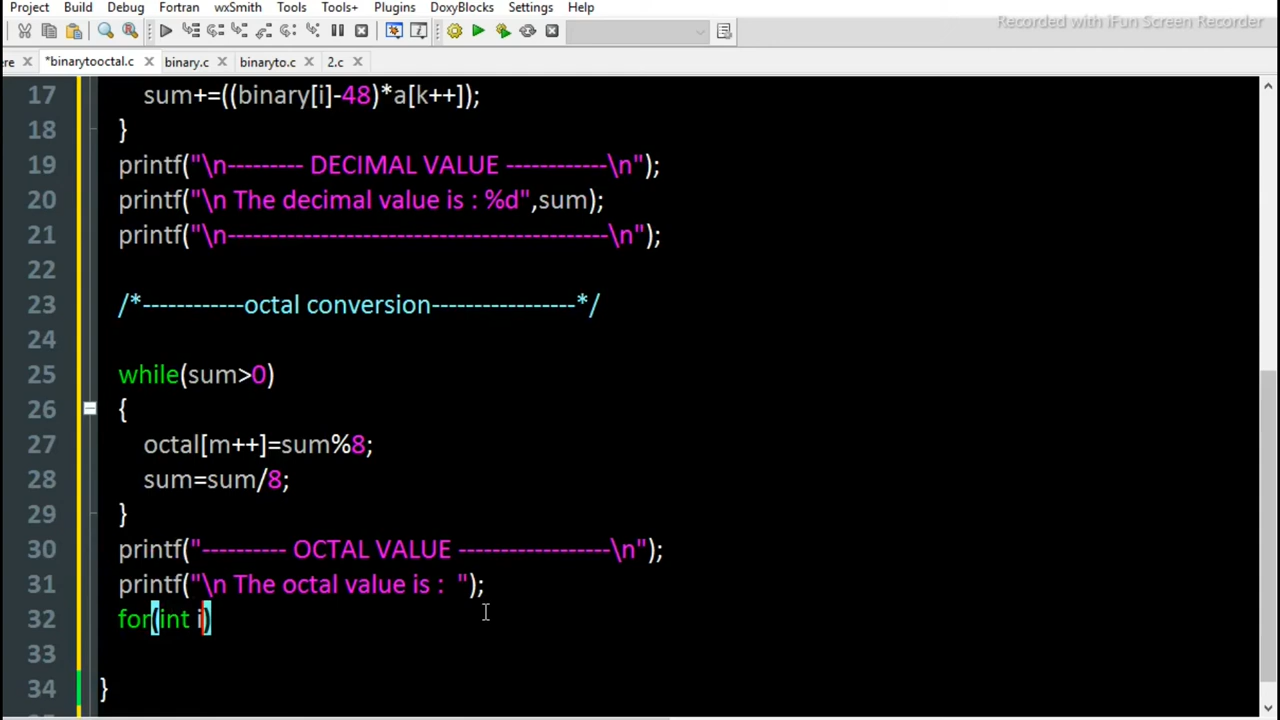 Project Build Debug Fortran wxSmith Tools Tools+ Plugins DoxyBlocks Settings Help
Recorded with iFun Screen Recorder
ere *binarytooctal.c binary.c binaryto.c 2.c
17 sum+=((binary[i]-48)*a[k++]);
18 }
19 printf("\n--------- DECIMAL VALUE ------------\n");
20 printf("\n The decimal value is : %d",sum);
21 printf("\n---------------------------------------------\n");
22
23 /*------------octal conversion-----------------*/
24
25 while(sum>0)
26 {
27 octal[m++]=sum%8;
28 sum=sum/8;
29 }
30 printf("---------- OCTAL VALUE ------------------\n");
31 printf("\n The octal value is :  ");
32 for(int i)
33
34 }